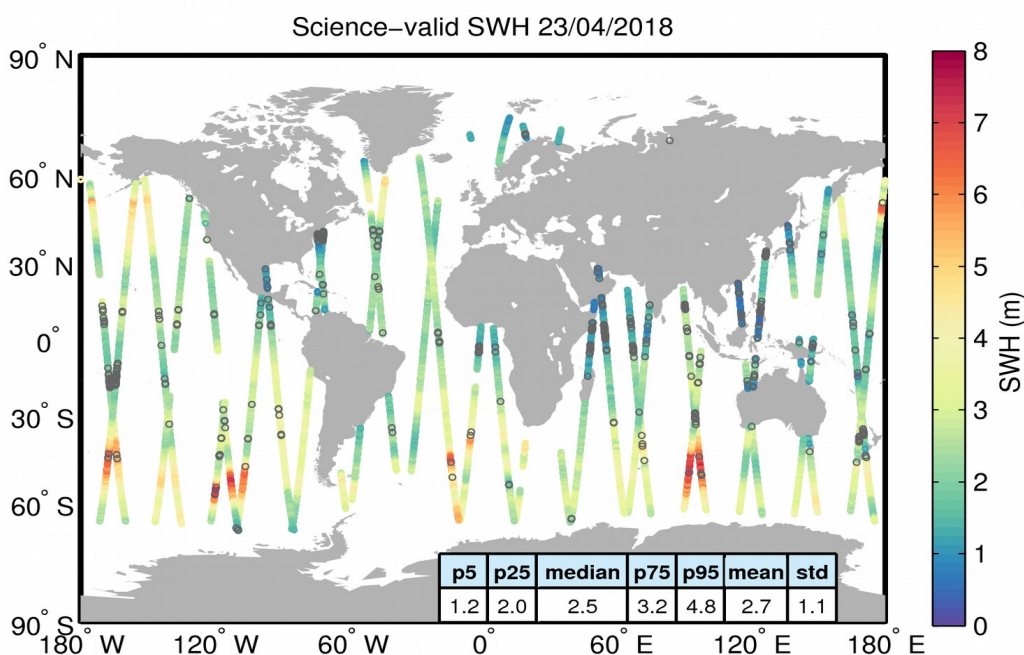 Science−valid SWH 23/04/2018
90° N
60° N
30° N
0°
30° S
60° S
90° S
180° W
120° W
60° W
0°
60° E
120° E
180° E
p5 p25 median p75 p95 mean std
1.2 2.0 2.5 3.2 4.8 2.7 1.1
8
7
6
5
4
3
2
1
0
SWH (m)